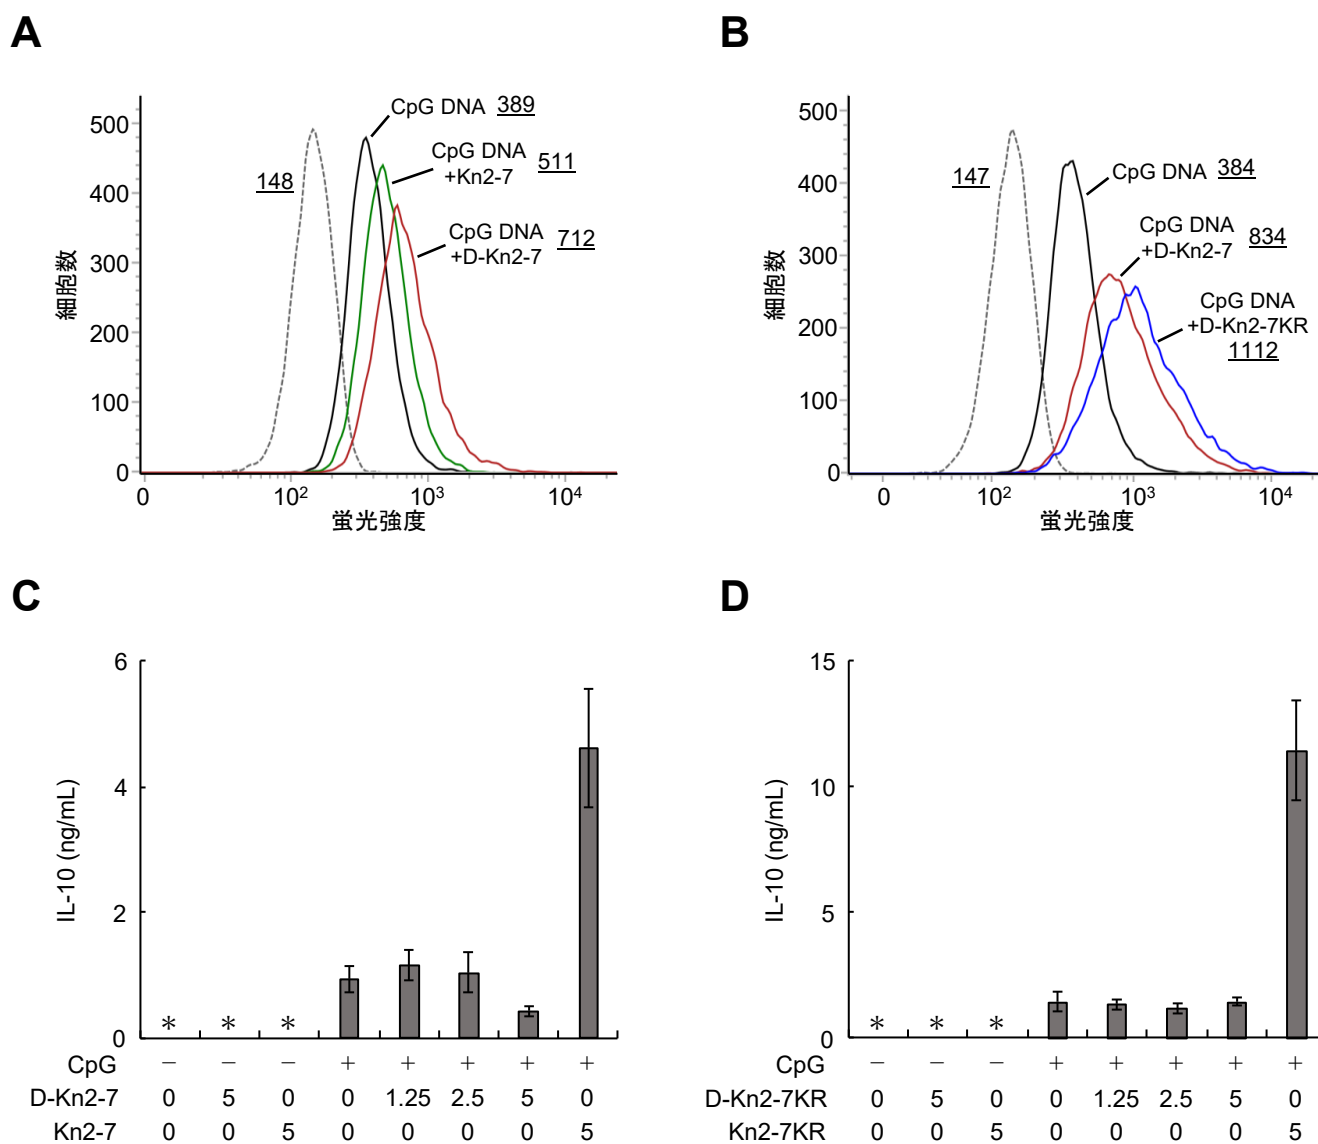 A
500
400
300
200
100
0
細胞数
148
CpG DNA 389
CpG DNA
+Kn2-7 511
CpG DNA
+D-Kn2-7 712
0 10² 10³ 10⁴
蛍光強度
B
500
400
300
200
100
0
細胞数
147
CpG DNA 384
CpG DNA
+D-Kn2-7 834
CpG DNA
+D-Kn2-7KR
1112
0 10² 10³ 10⁴
蛍光強度
C
6
4
2
0
IL-10 (ng/mL)
* * *
CpG − − − + + + + +
D-Kn2-7 0 5 0 0 1.25 2.5 5 0
Kn2-7 0 0 5 0 0 0 0 5
D
15
10
5
0
IL-10 (ng/mL)
* * *
CpG − − − + + + + +
D-Kn2-7KR 0 5 0 0 1.25 2.5 5 0
Kn2-7KR 0 0 5 0 0 0 0 5